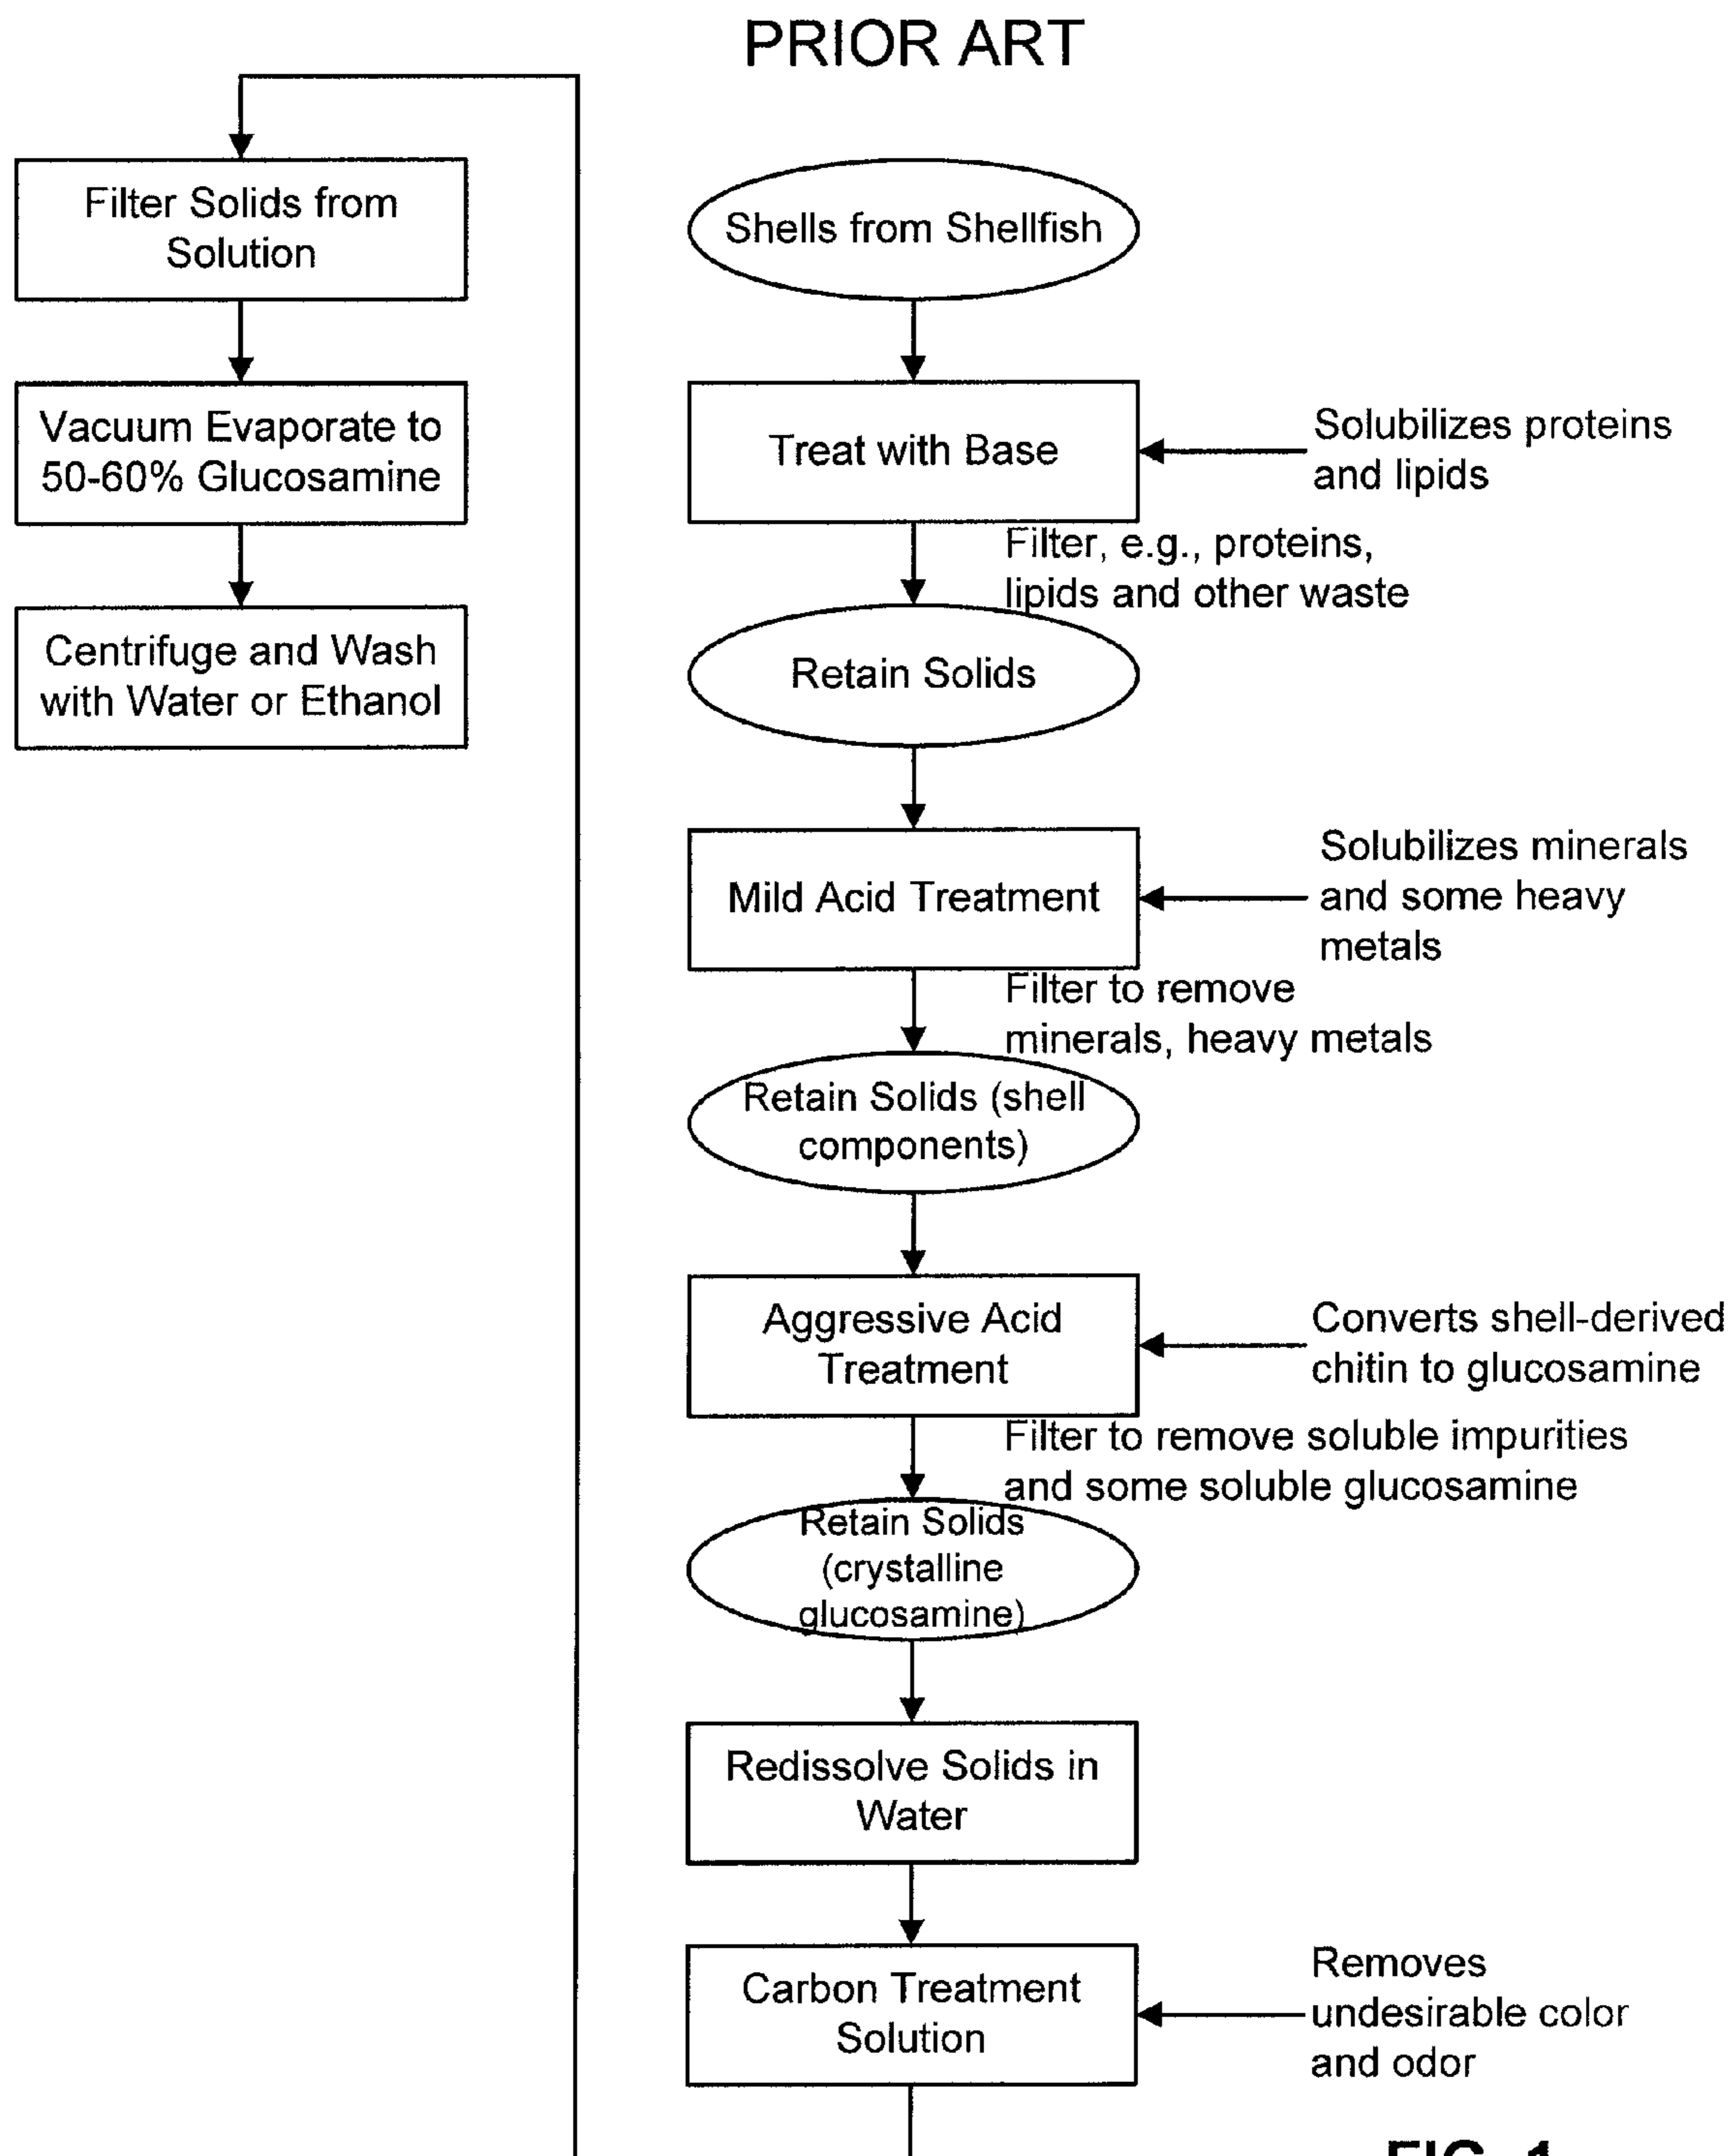 PRIOR ART
Shells from Shellfish
Treat with Base
Solubilizes proteins
and lipids
Filter, e.g., proteins,
lipids and other waste
Retain Solids
Mild Acid Treatment
Solubilizes minerals
and some heavy
metals
Filter to remove
minerals, heavy metals
Retain Solids (shell
components)
Aggressive Acid
Treatment
Converts shell-derived
chitin to glucosamine
Filter to remove soluble impurities
and some soluble glucosamine
Retain Solids
(crystalline
glucosamine)
Redissolve Solids in
Water
Carbon Treatment
Solution
Removes
undesirable color
and odor
Filter Solids from
Solution
Vacuum Evaporate to
50-60% Glucosamine
Centrifuge and Wash
with Water or Ethanol
FIG. 1